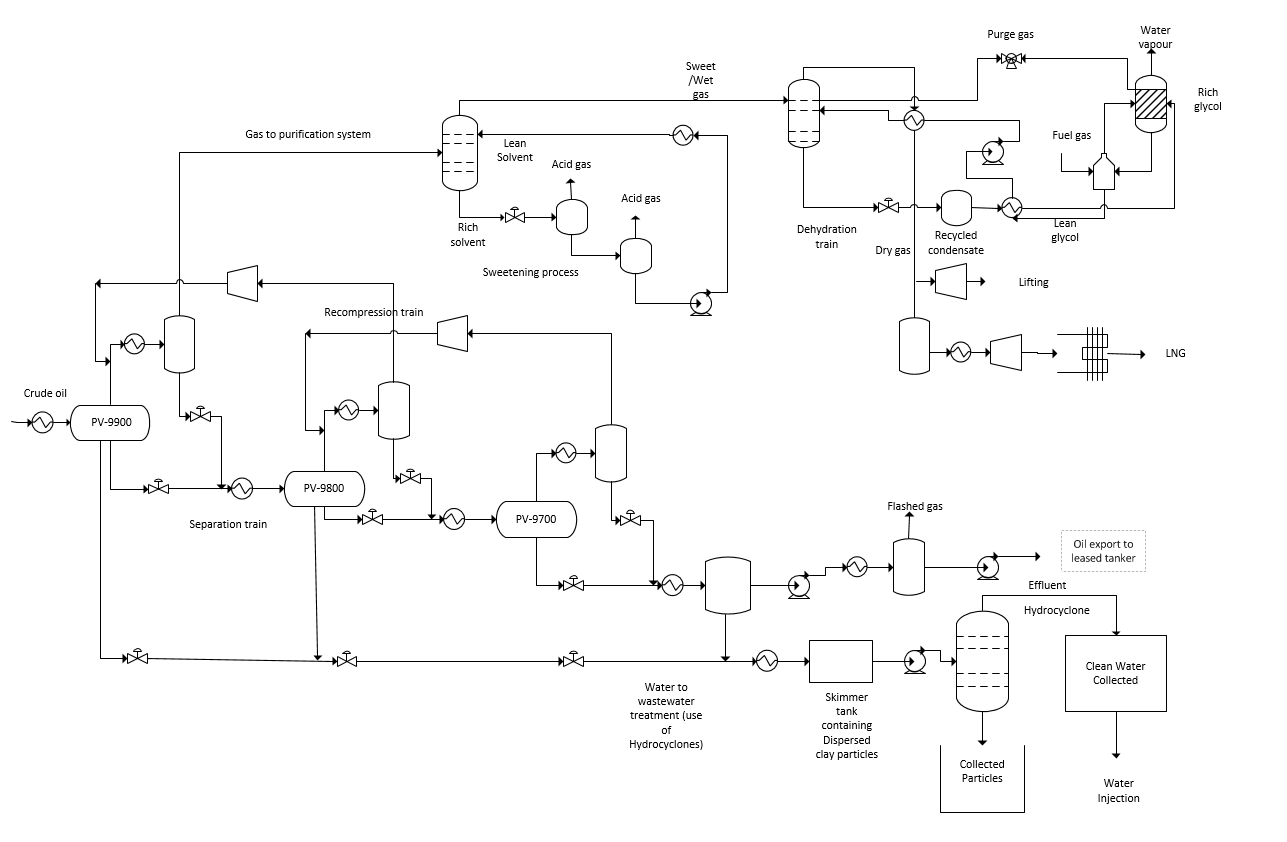 Purge gas
Water
vapour
Sweet
/Wet
gas
Rich
glycol
Gas to purification system
Lean
Solvent
Fuel gas
Acid gas
Acid gas
Rich
solvent
Dehydration
train
Dry gas
Recycled
condensate
Lean
glycol
Sweetening process
Lifting
Recompression train
LNG
Crude oil
PV-9900
PV-9800
PV-9700
Separation train
Flashed gas
Oil export to
leased tanker
Effluent
Hydrocyclone
Clean Water
Collected
Water to
wastewater
treatment (use
of
Hydrocyclones)
Skimmer
tank
containing
Dispersed
clay particles
Collected
Particles
Water
Injection